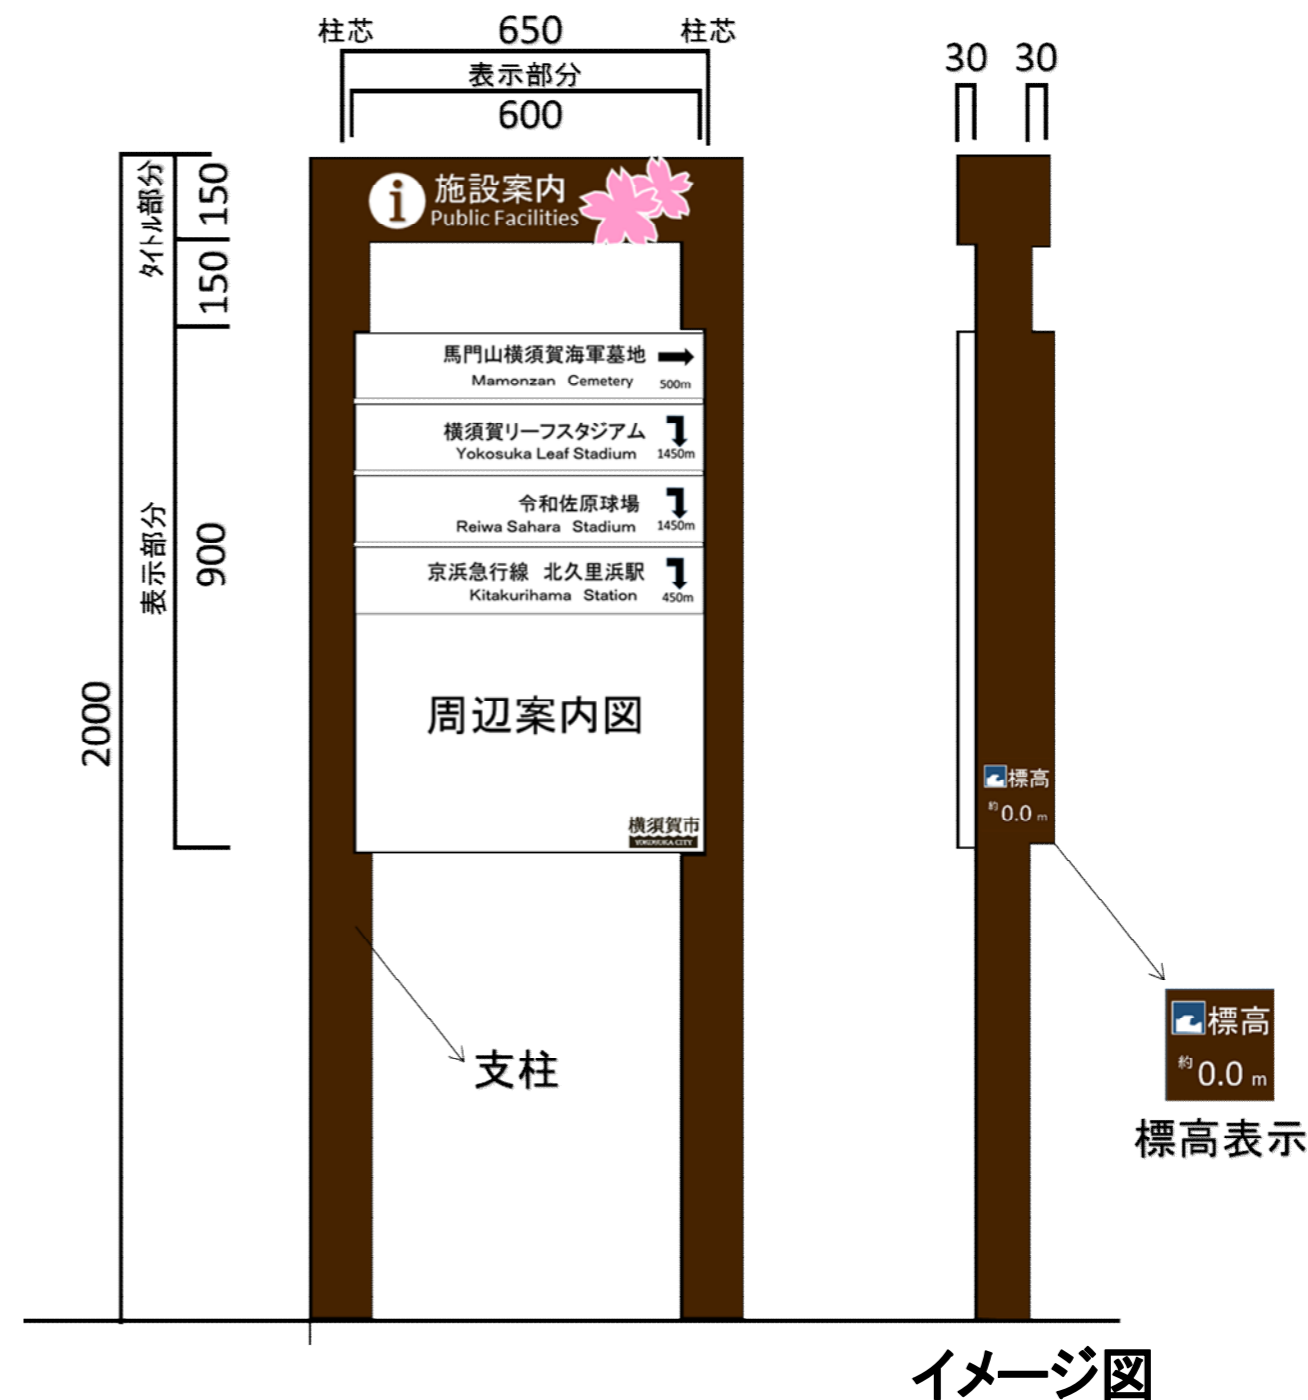 柱芯 650 柱芯
表示部分
600
30 30
タイトル部分
150
150
表示部分
900
2000
施設案内
Public Facilities
馬門山横須賀海軍墓地
Mamonzan Cemetery 500m
横須賀リーフスタジアム
Yokosuka Leaf Stadium 1450m
令和佐原球場
Reiwa Sahara Stadium 1450m
京浜急行線 北久里浜駅
Kitakurihama Station 450m
周辺案内図
横須賀市
YOKOSUKA CITY
標高
約0.0 m
支柱
標高
約0.0 m
標高表示
イメージ図